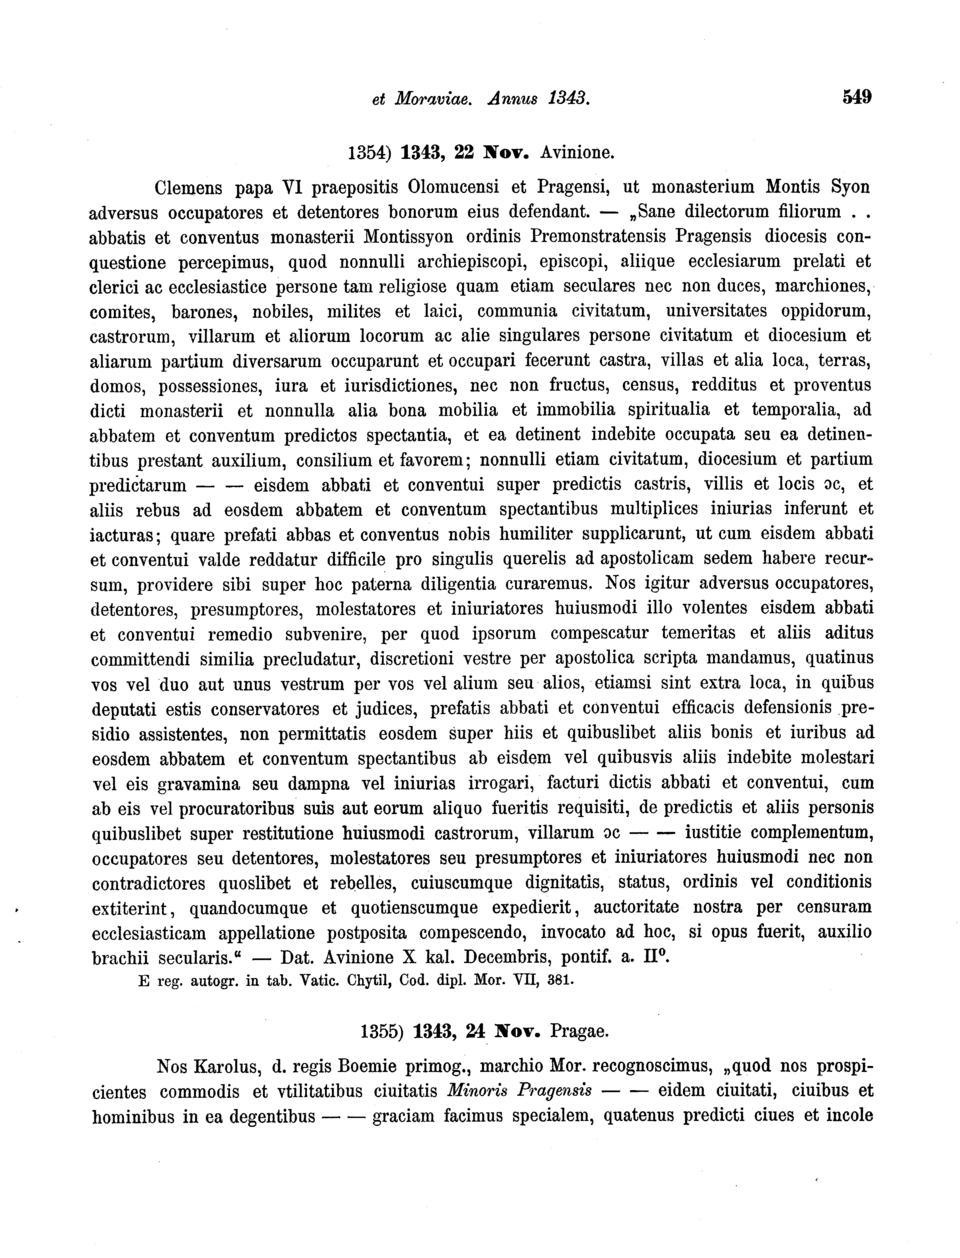 et Moraviae. Annus 1343. 549
1354) 1343, 22 Nov. Avinione.
Clemens papa VI praepositis Olomucensi et Pragensi, ut monasterium Montis Syon
adversus occupatores et detentores bonorum eius defendant. — „Sane dilectorum filiorum . .
abbatis et conventus monasterii Montissyon ordinis Premonstratensis Pragensis diocesis con-
questione percepimus, quod nonnulli archiepiscopi, episcopi, aliique ecclesiarum prelati et
clerici ac ecclesiastice persone tam religiose quam etiam seculares nec non duces, marchiones,
comites, barones, nobiles, milites et laici, communia civitatum, universitates oppidorum,
castrorum, villarum et aliorum locorum ac alie singulares persone civitatum et diocesium et
aliarum partium diversarum occuparunt et occupari fecerunt castra, villas et alia loca, terras,
domos, possessiones, iura et iurisdictiones, nec non fructus, census, redditus et proventus
dicti monasterii et nonnulla alia bona mobilia et immobilia spiritualia et temporalia, ad
abbatem et conventum predictos spectantia, et ea detinent indebite occupata seu ea detinen-
tibus prestant auxilium, consilium et favorem; nonnulli etiam civitatum, diocesium et partium
predictarum — — eisdem abbati et conventui super predictis castris, villis et locis ɔc, et
aliis rebus ad eosdem abbatem et conventum spectantibus multiplices iniurias inferunt et
iacturas; quare prefati abbas et conventus nobis humiliter supplicarunt, ut cum eisdem abbati
et conventui valde reddatur difficile pro singulis querelis ad apostolicam sedem habere recur-
sum, providere sibi super hoc paterna diligentia curaremus. Nos igitur adversus occupatores,
detentores, presumptores, molestatores et iniuriatores huiusmodi illo volentes eisdem abbati
et conventui remedio subvenire, per quod ipsorum compescatur temeritas et aliis aditus
committendi similia precludatur, discretioni vestre per apostolica scripta mandamus, quatinus
vos vel duo aut unus vestrum per vos vel alium seu alios, etiamsi sint extra loca, in quibus
deputati estis conservatores et judices, prefatis abbati et conventui efficacis defensionis pre-
sidio assistentes, non permittatis eosdem super hiis et quibuslibet aliis bonis et iuribus ad
eosdem abbatem et conventum spectantibus ab eisdem vel quibusvis aliis indebite molestari
vel eis gravamina seu dampna vel iniurias irrogari, facturi dictis abbati et conventui, cum
ab eis vel procuratoribus suis aut eorum aliquo fueritis requisiti, de predictis et aliis personis
quibuslibet super restitutione huiusmodi castrorum, villarum ɔc — — iustitie complementum,
occupatores seu detentores, molestatores seu presumptores et iniuriatores huiusmodi nec non
contradictores quoslibet et rebelles, cuiuscumque dignitatis, status, ordinis vel conditionis
extiterint, quandocumque et quotienscumque expedierit, auctoritate nostra per censuram
ecclesiasticam appellatione postposita compescendo, invocato ad hoc, si opus fuerit, auxilio
brachii secularis.“ — Dat. Avinione X kal. Decembris, pontif. a. II⁰.
E reg. autogr. in tab. Vatic. Chytil, Cod. dipl. Mor. VII, 381.
1355) 1343, 24 Nov. Pragae.
Nos Karolus, d. regis Boemie primog., marchio Mor. recognoscimus, „quod nos prospi-
cientes commodis et vtilitatibus ciuitatis Minoris Pragensis — — eidem ciuitati, ciuibus et
hominibus in ea degentibus — — graciam facimus specialem, quatenus predicti ciues et incole